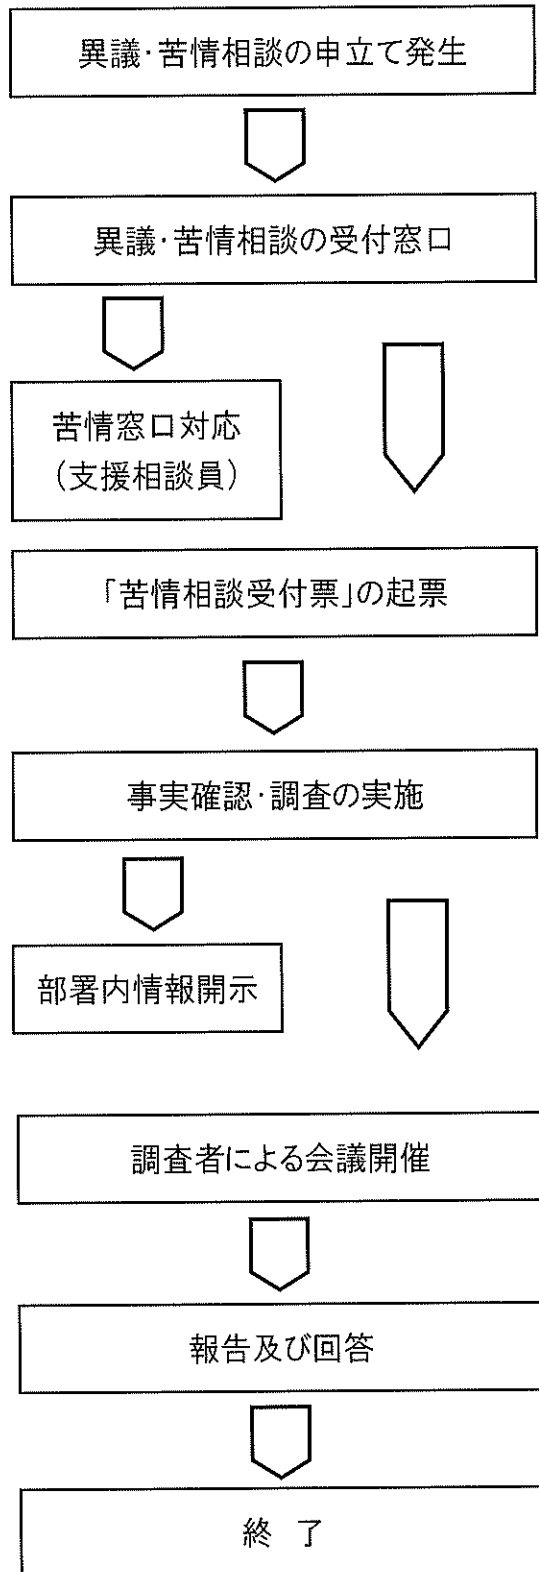 異議・苦情相談の申立て発生
異議・苦情相談の受付窓口
苦情窓口対応
(支援相談員)
「苦情相談受付票」の起票
事実確認・調査の実施
部署内情報開示
調査者による会議開催
報告及び回答
終 了